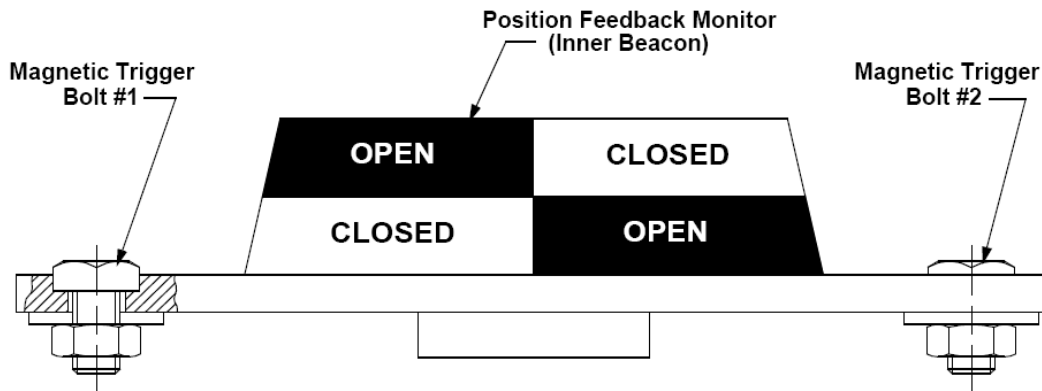 Position Feedback Monitor
(Inner Beacon)
Magnetic Trigger
Bolt #1
Magnetic Trigger
Bolt #2
OPEN
CLOSED
CLOSED
OPEN